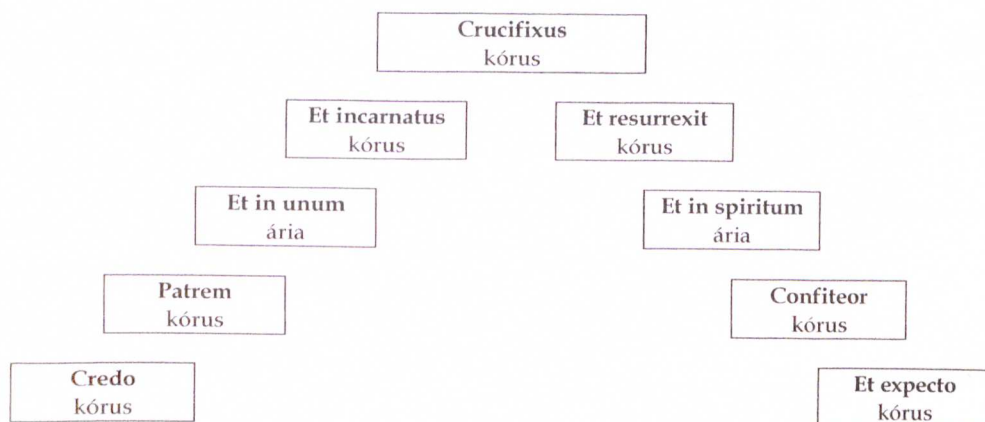 Crucifixus
kórus
Et incarnatus
kórus
Et resurrexit
kórus
Et in unum
ária
Et in spiritum
ária
Patrem
kórus
Confiteor
kórus
Credo
kórus
Et expecto
kórus